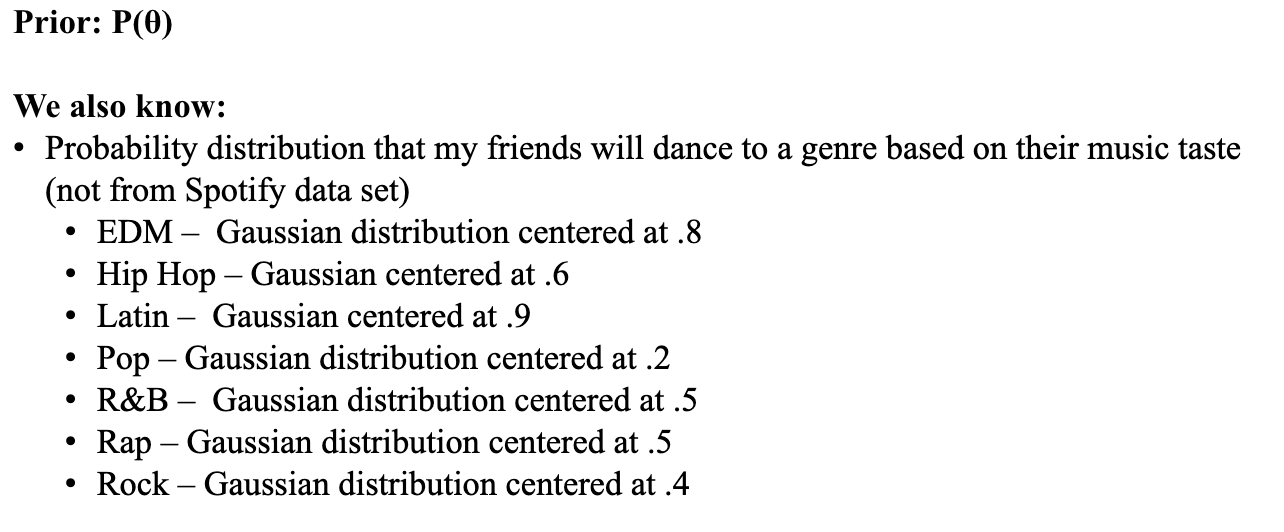 Prior: P(θ)
We also know:
• Probability distribution that my friends will dance to a genre based on their music taste
(not from Spotify data set)
• EDM – Gaussian distribution centered at .8
• Hip Hop – Gaussian centered at .6
• Latin – Gaussian centered at .9
• Pop – Gaussian distribution centered at .2
• R&B – Gaussian distribution centered at .5
• Rap – Gaussian distribution centered at .5
• Rock – Gaussian distribution centered at .4